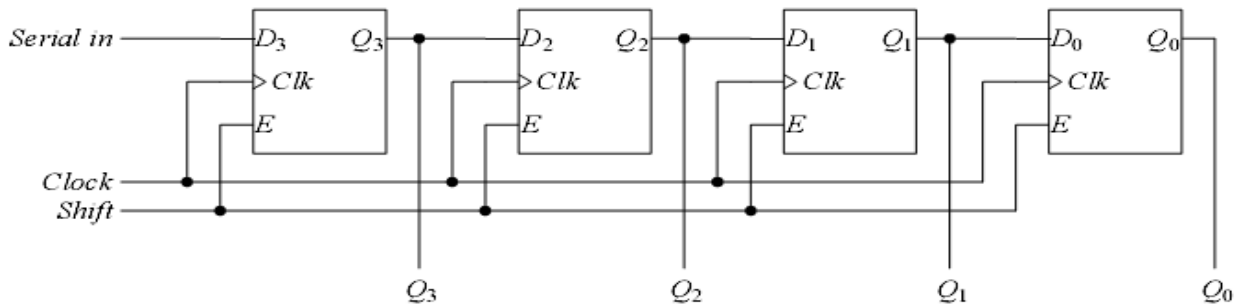 Serial in D₃ Q₃ D₂ Q₂ D₁ Q₁ D₀ Q₀
Clk Clk Clk Clk
E E E E
Clock
Shift
Q₃ Q₂ Q₁ Q₀